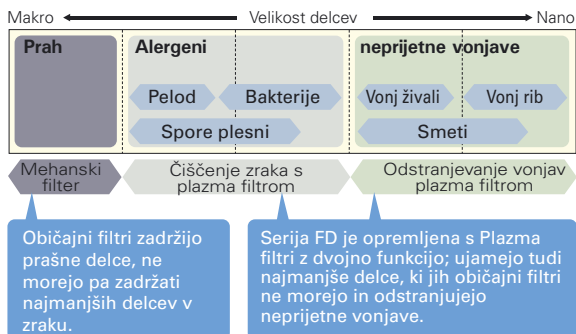 Makro Velikost delcev Nano
Prah Alergeni neprijetne vonjave
Pelod Bakterije Vonj živali Vonj rib
Spore plesni Smeti
Mehanski
filter
Čiščenje zraka s
plazma filtrom
Odstranjevanje vonjav
plazma filtrom
Običajni filtri zadržijo
prašne delce, ne
morejo pa zadržati
najmanjših delcev v
zraku.
Serija FD je opremljena s Plazma
filtri z dvojno funkcijo; ujamejo tudi
najmanjše delce, ki jih običajni filtri
ne morejo in odstranjujejo
neprijetne vonjave.